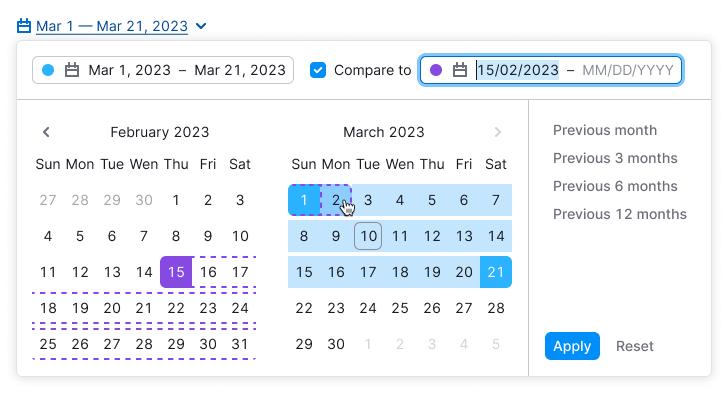 Mar 1 — Mar 21, 2023
Mar 1, 2023 – Mar 21, 2023 Compare to 15/02/2023 – MM/DD/YYYY
February 2023 March 2023
Sun Mon Tue Wen Thu Fri Sat Sun Mon Tue Wen Thu Fri Sat
27 28 29 30 1 2 3 1 2 3 4 5 6 7
4 5 6 7 8 9 10 8 9 10 11 12 13 14
11 12 13 14 15 16 17 15 16 17 18 19 20 21
18 19 20 21 22 23 24 22 23 24 25 26 27 28
25 26 27 28 29 30 31 29 30 1 2 3 4 5
Previous month
Previous 3 months
Previous 6 months
Previous 12 months
Apply Reset